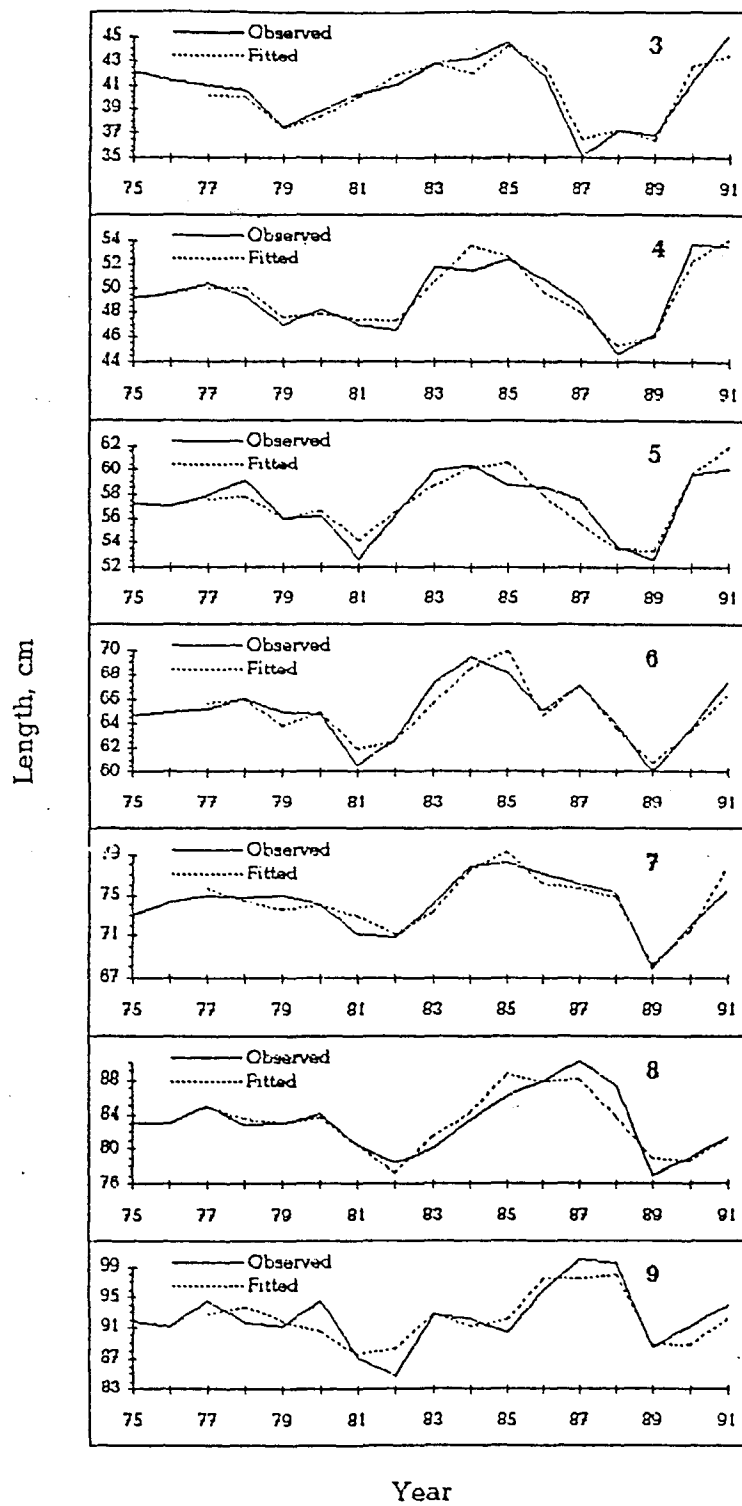 Length, cm
Observed
Fitted
3
45
43
41
39
37
35
75 77 79 81 83 85 87 89 91
Observed
Fitted
4
54
52
50
48
46
44
75 77 79 81 83 85 87 89 91
Observed
Fitted
5
62
60
58
56
54
52
75 77 79 81 83 85 87 89 91
Observed
Fitted
6
70
68
66
64
62
60
75 77 79 81 83 85 87 89 91
Observed
Fitted
7
75
71
67
75 77 79 81 83 85 87 89 91
Observed
Fitted
8
88
84
80
76
75 77 79 81 83 85 87 89 91
Observed
Fitted
9
99
95
91
87
83
75 77 79 81 83 85 87 89 91
Year